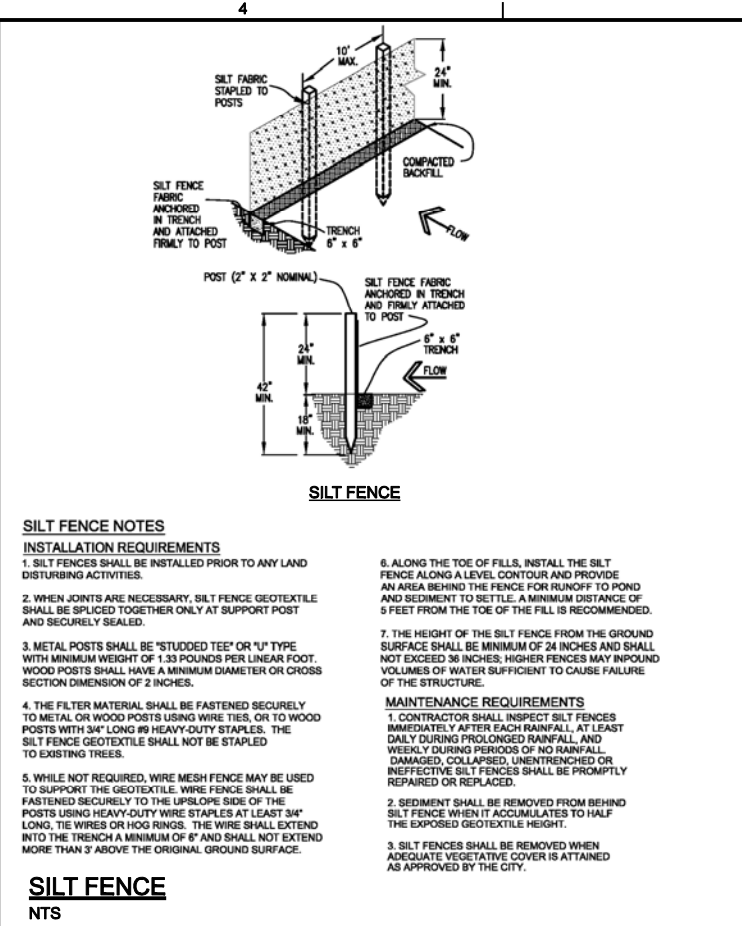 4
10'
MAX.
SILT FABRIC
STAPLED TO
POSTS
24"
MIN.
COMPACTED
BACKFILL
SILT FENCE
FABRIC
ANCHORED
IN TRENCH
AND ATTACHED
FIRMLY TO POST
TRENCH
6" x 6"
FLOW
POST (2" X 2" NOMINAL)
SILT FENCE FABRIC
ANCHORED IN TRENCH
AND FIRMLY ATTACHED
TO POST
6" x 6"
TRENCH
24"
MIN.
FLOW
42"
MIN.
18"
MIN.
SILT FENCE
SILT FENCE NOTES
INSTALLATION REQUIREMENTS
1. SILT FENCES SHALL BE INSTALLED PRIOR TO ANY LAND
DISTURBING ACTIVITIES.
2. WHEN JOINTS ARE NECESSARY, SILT FENCE GEOTEXTILE
SHALL BE SPLICED TOGETHER ONLY AT SUPPORT POST
AND SECURELY SEALED.
3. METAL POSTS SHALL BE "STUDDED TEE" OR "U" TYPE
WITH MINIMUM WEIGHT OF 1.33 POUNDS PER LINEAR FOOT.
WOOD POSTS SHALL HAVE A MINIMUM DIAMETER OR CROSS
SECTION DIMENSION OF 2 INCHES.
4. THE FILTER MATERIAL SHALL BE FASTENED SECURELY
TO METAL OR WOOD POSTS USING WIRE TIES, OR TO WOOD
POSTS WITH 3/4" LONG #9 HEAVY-DUTY STAPLES. THE
SILT FENCE GEOTEXTILE SHALL NOT BE STAPLED
TO EXISTING TREES.
5. WHILE NOT REQUIRED, WIRE MESH FENCE MAY BE USED
TO SUPPORT THE GEOTEXTILE. WIRE FENCE SHALL BE
FASTENED SECURELY TO THE UPSLOPE SIDE OF THE
POSTS USING HEAVY-DUTY WIRE STAPLES AT LEAST 3/4"
LONG, TIE WIRES OR HOG RINGS. THE WIRE SHALL EXTEND
INTO THE TRENCH A MINIMUM OF 6" AND SHALL NOT EXTEND
MORE THAN 3' ABOVE THE ORIGINAL GROUND SURFACE.
6. ALONG THE TOE OF FILLS, INSTALL THE SILT
FENCE ALONG A LEVEL CONTOUR AND PROVIDE
AN AREA BEHIND THE FENCE FOR RUNOFF TO POND
AND SEDIMENT TO SETTLE. A MINIMUM DISTANCE OF
5 FEET FROM THE TOE OF THE FILL IS RECOMMENDED.
7. THE HEIGHT OF THE SILT FENCE FROM THE GROUND
SURFACE SHALL BE MINIMUM OF 24 INCHES AND SHALL
NOT EXCEED 36 INCHES; HIGHER FENCES MAY INPOUND
VOLUMES OF WATER SUFFICIENT TO CAUSE FAILURE
OF THE STRUCTURE.
MAINTENANCE REQUIREMENTS
1. CONTRACTOR SHALL INSPECT SILT FENCES
IMMEDIATELY AFTER EACH RAINFALL, AT LEAST
DAILY DURING PROLONGED RAINFALL, AND
WEEKLY DURING PERIODS OF NO RAINFALL.
DAMAGED, COLLAPSED, UNENTRENCHED OR
INEFFECTIVE SILT FENCES SHALL BE PROMPTLY
REPAIRED OR REPLACED.
2. SEDIMENT SHALL BE REMOVED FROM BEHIND
SILT FENCE WHEN IT ACCUMULATES TO HALF
THE EXPOSED GEOTEXTILE HEIGHT.
3. SILT FENCES SHALL BE REMOVED WHEN
ADEQUATE VEGETATIVE COVER IS ATTAINED
AS APPROVED BY THE CITY.
SILT FENCE
NTS